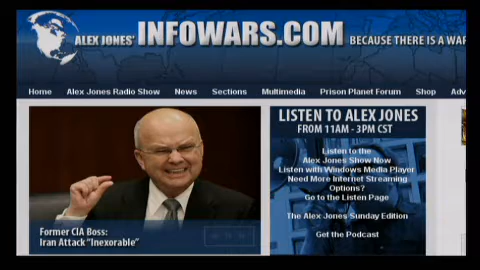 ALEX JONES' INFOWARS.COM BECAUSE THERE IS A WAR
Home Alex Jones Radio Show News Sections Multimedia Prison Planet Forum Shop Adv
LISTEN TO ALEX JONES
FROM 11AM - 3PM CST
Listen to the
Alex Jones Show Now
Listen with Windows Media Player
Need More Internet Streaming
Options?
Go to the Listen Page
The Alex Jones Sunday Edition
Get the Podcast
Former CIA Boss:
Iran Attack "Inexorable"